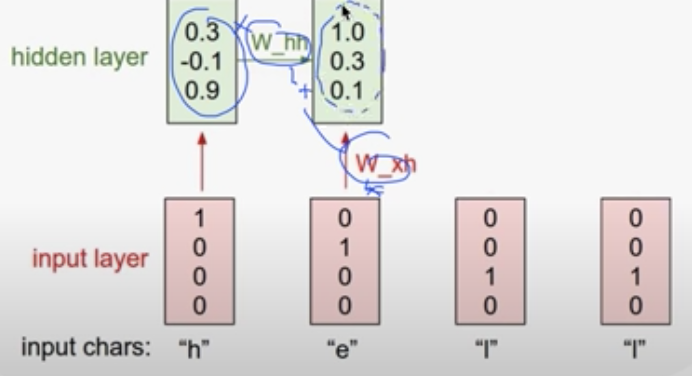 0.3 W_hh 1.0
hidden layer -0.1 + 0.3
0.9 0.1
W_xh
1 0 0 0
0 1 0 0
input layer
0 0 1 1
0 0 0 0
input chars: “h” “e” “l” “l”